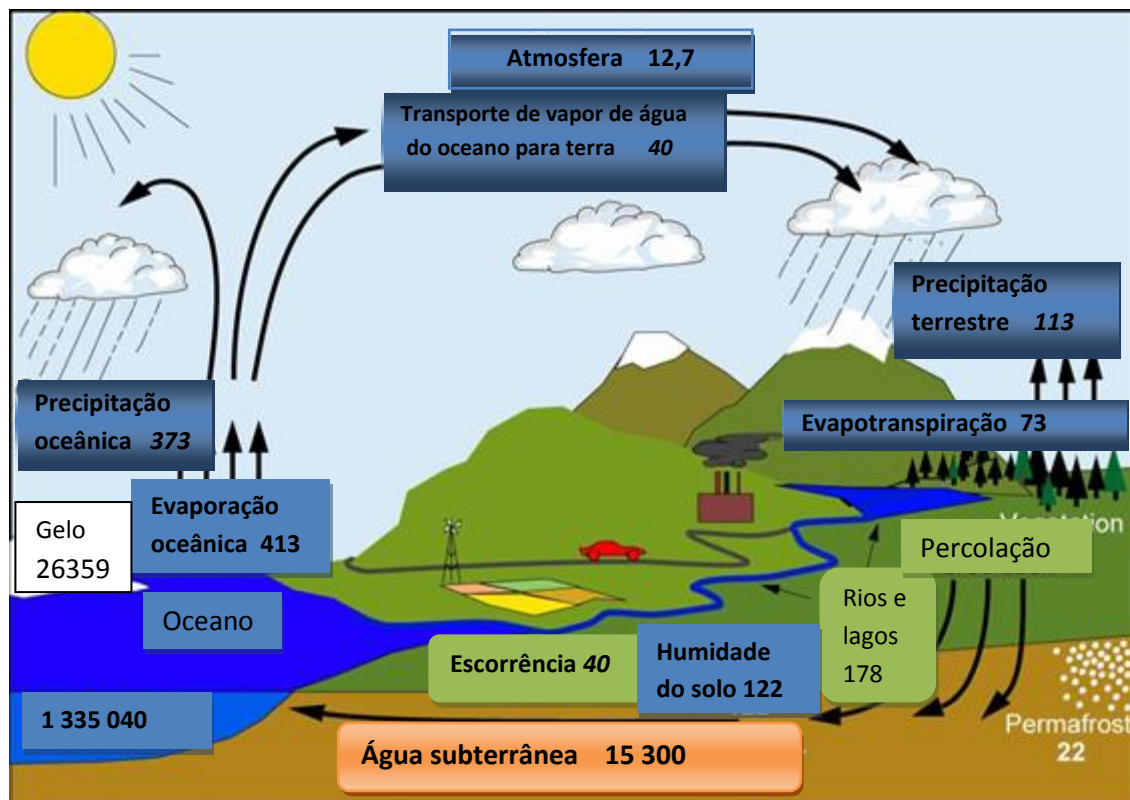 Atmosfera 12,7
Transporte de vapor de água
do oceano para terra 40
Precipitação
terrestre 113
Precipitação
oceânica 373
Evapotranspiração 73
Evaporação
oceânica 413
Gelo
26359
Vegetation
Percolação
Oceano
Rios e
lagos
178
Escorrência 40
Humidade
do solo 122
1 335 040
Permafrost
22
Água subterrânea 15 300